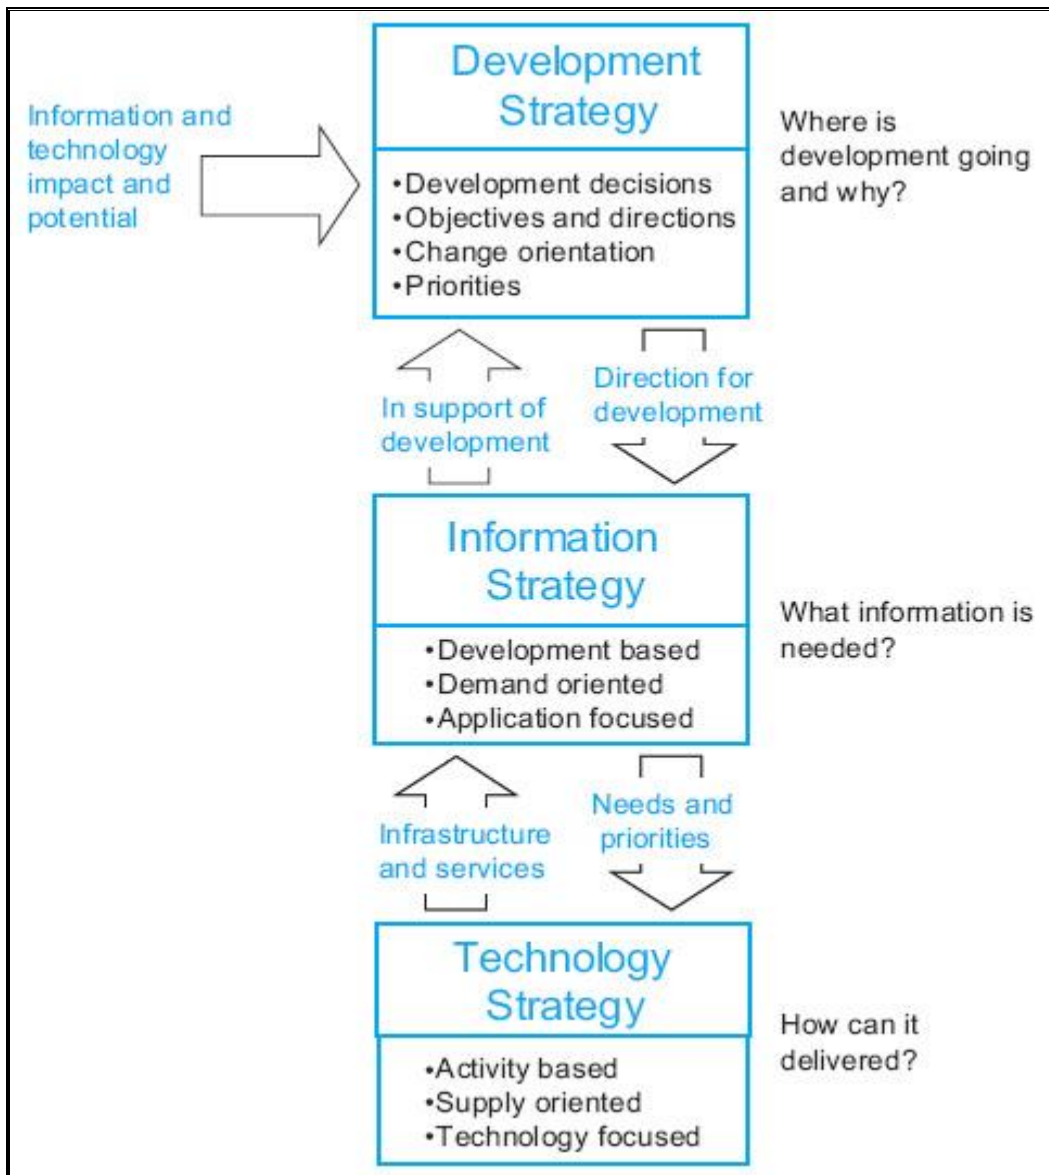 Development
Strategy
Information and
technology
impact and
potential
•Development decisions
•Objectives and directions
•Change orientation
•Priorities
Where is
development going
and why?
In support of
development
Direction for
development
Information
Strategy
•Development based
•Demand oriented
•Application focused
What information is
needed?
Infrastructure
and services
Needs and
priorities
Technology
Strategy
•Activity based
•Supply oriented
•Technology focused
How can it
delivered?